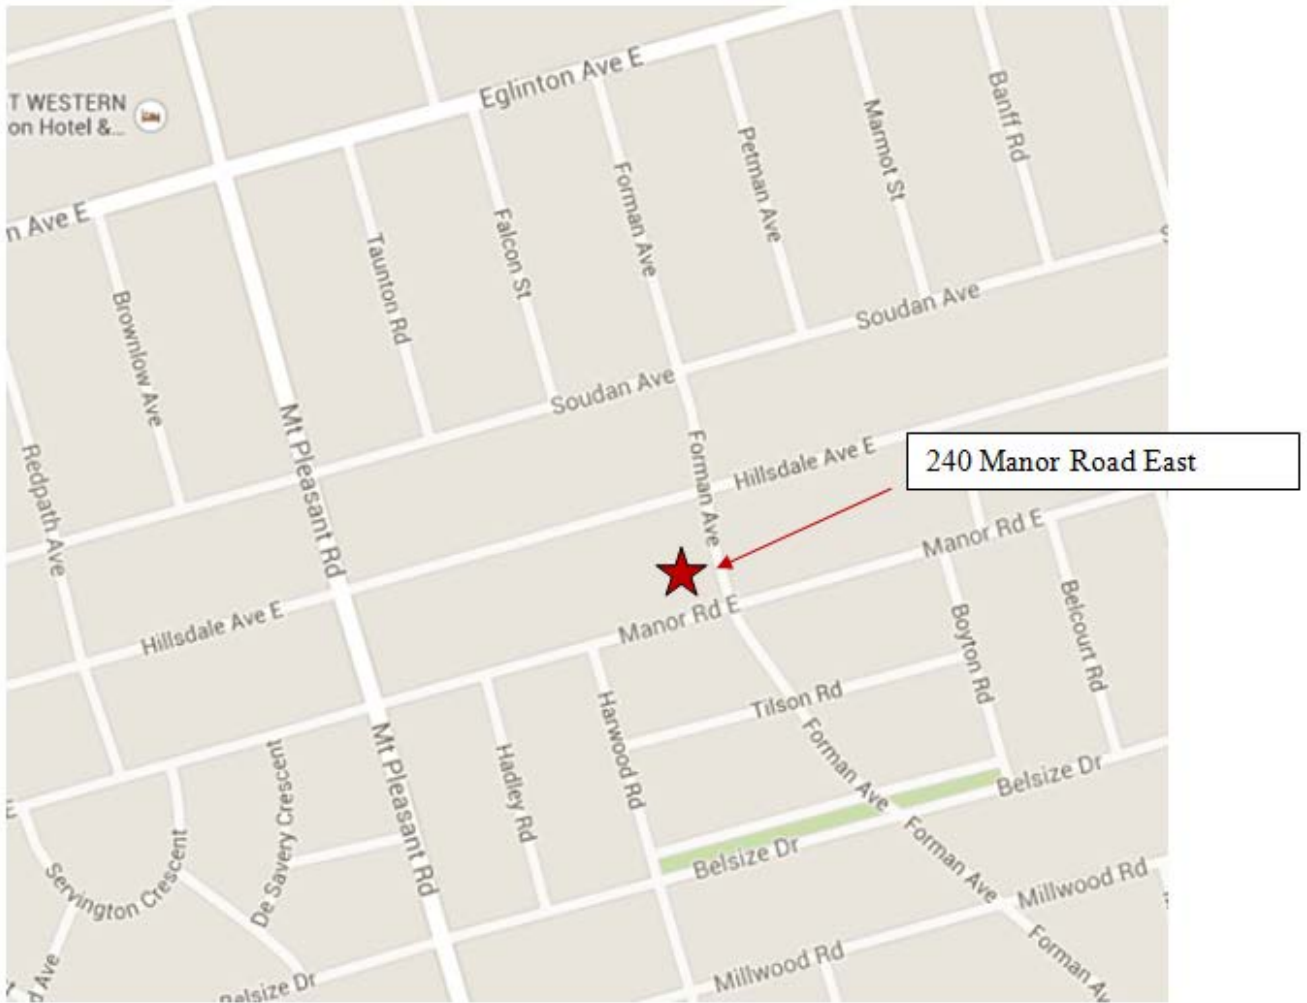 Eglinton Ave E
T WESTERN
on Hotel &...
n Ave E
Banff Rd
Marmot St
Petman Ave
Forman Ave
Falcon St
Taunton Rd
Brownlow Ave
Soudan Ave
Soudan Ave
Mt Pleasant Rd
Redpath Ave
Forman Ave
Hillsdale Ave E
240 Manor Road East
Manor Rd E
Hillsdale Ave E
Manor Rd E
Boyton Rd
Belcourt Rd
Tilson Rd
Harwood Rd
Hadley Rd
Mt Pleasant Rd
De Savery Crescent
Servington Crescent
Forman Ave
Belsize Dr
Belsize Dr
Forman Ave
Millwood Rd
Millwood Rd
Forman Av
d Ave
Belsize Dr